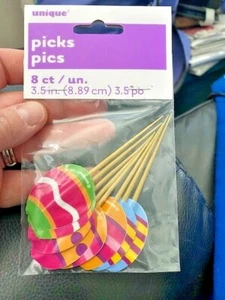 unique
picks
pics
8 ct / un.
3.5 in. (8.89 cm) 3.5 po